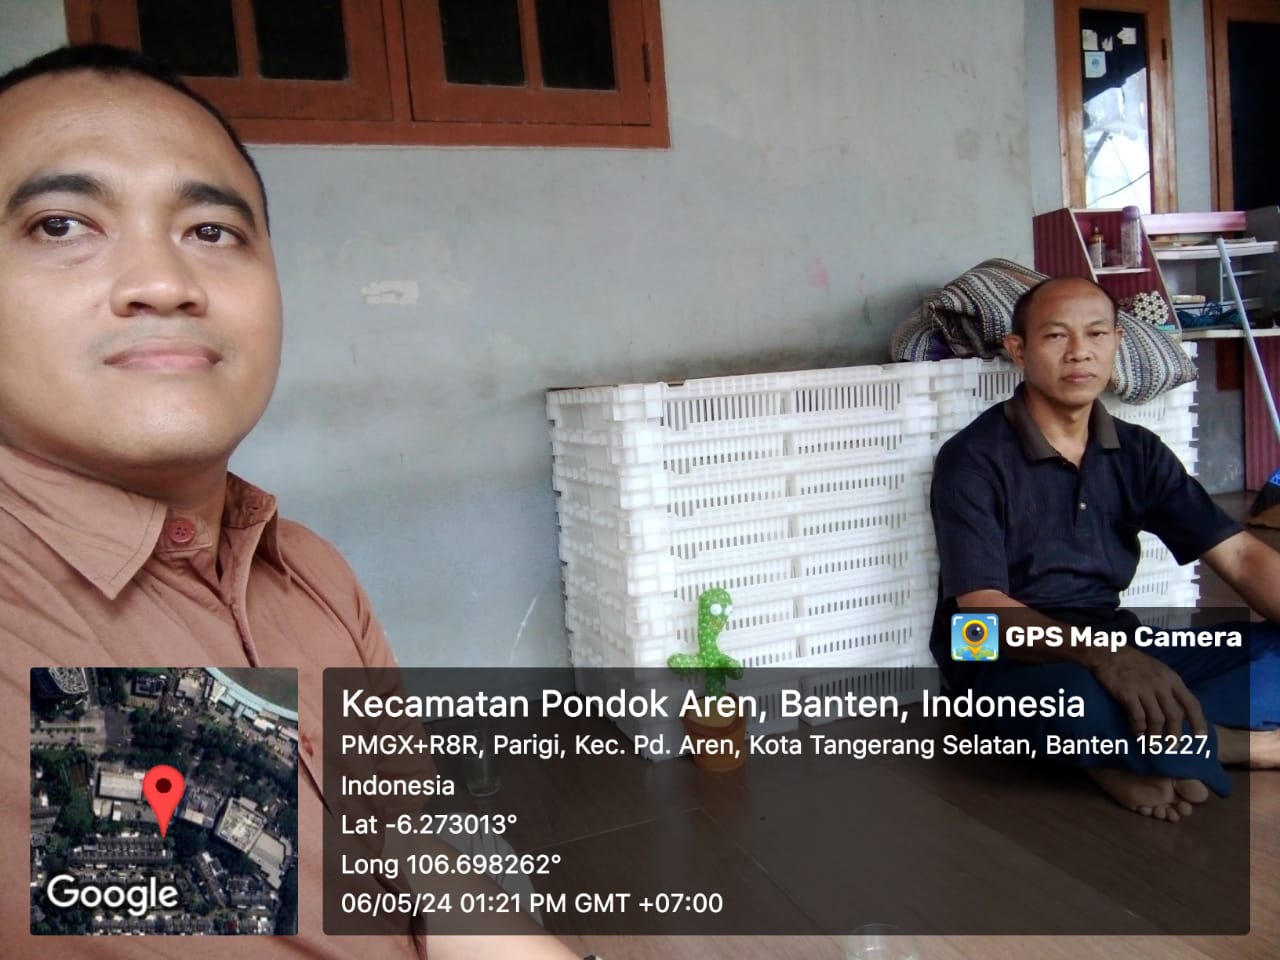 GPS Map Camera
Kecamatan Pondok Aren, Banten, Indonesia
PMGX+R8R, Parigi, Kec. Pd. Aren, Kota Tangerang Selatan, Banten 15227,
Indonesia
Lat -6.273013°
Long 106.698262°
06/05/24 01:21 PM GMT +07:00
Google